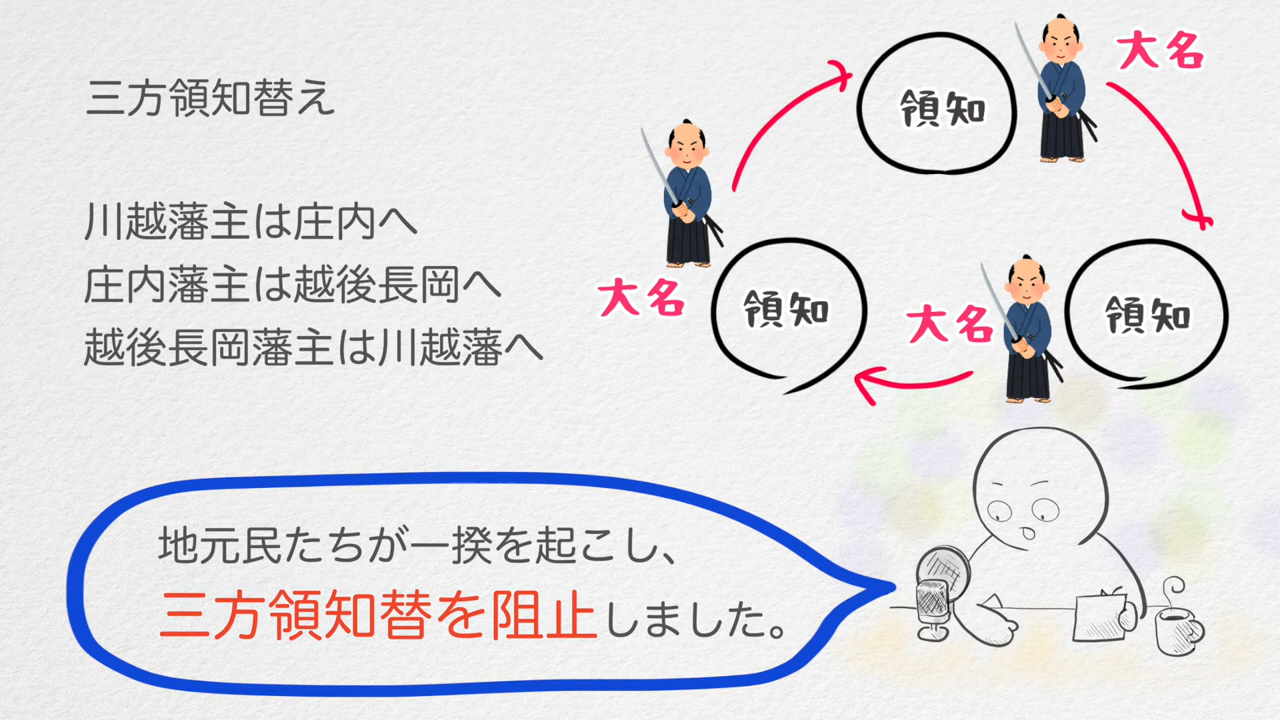 三方領知替え
川越藩主は庄内へ
庄内藩主は越後長岡へ
越後長岡藩主は川越藩へ
大名
領知
大名
領知
大名
領知
地元民たちが一揆を起こし、
三方領知替を阻止しました。